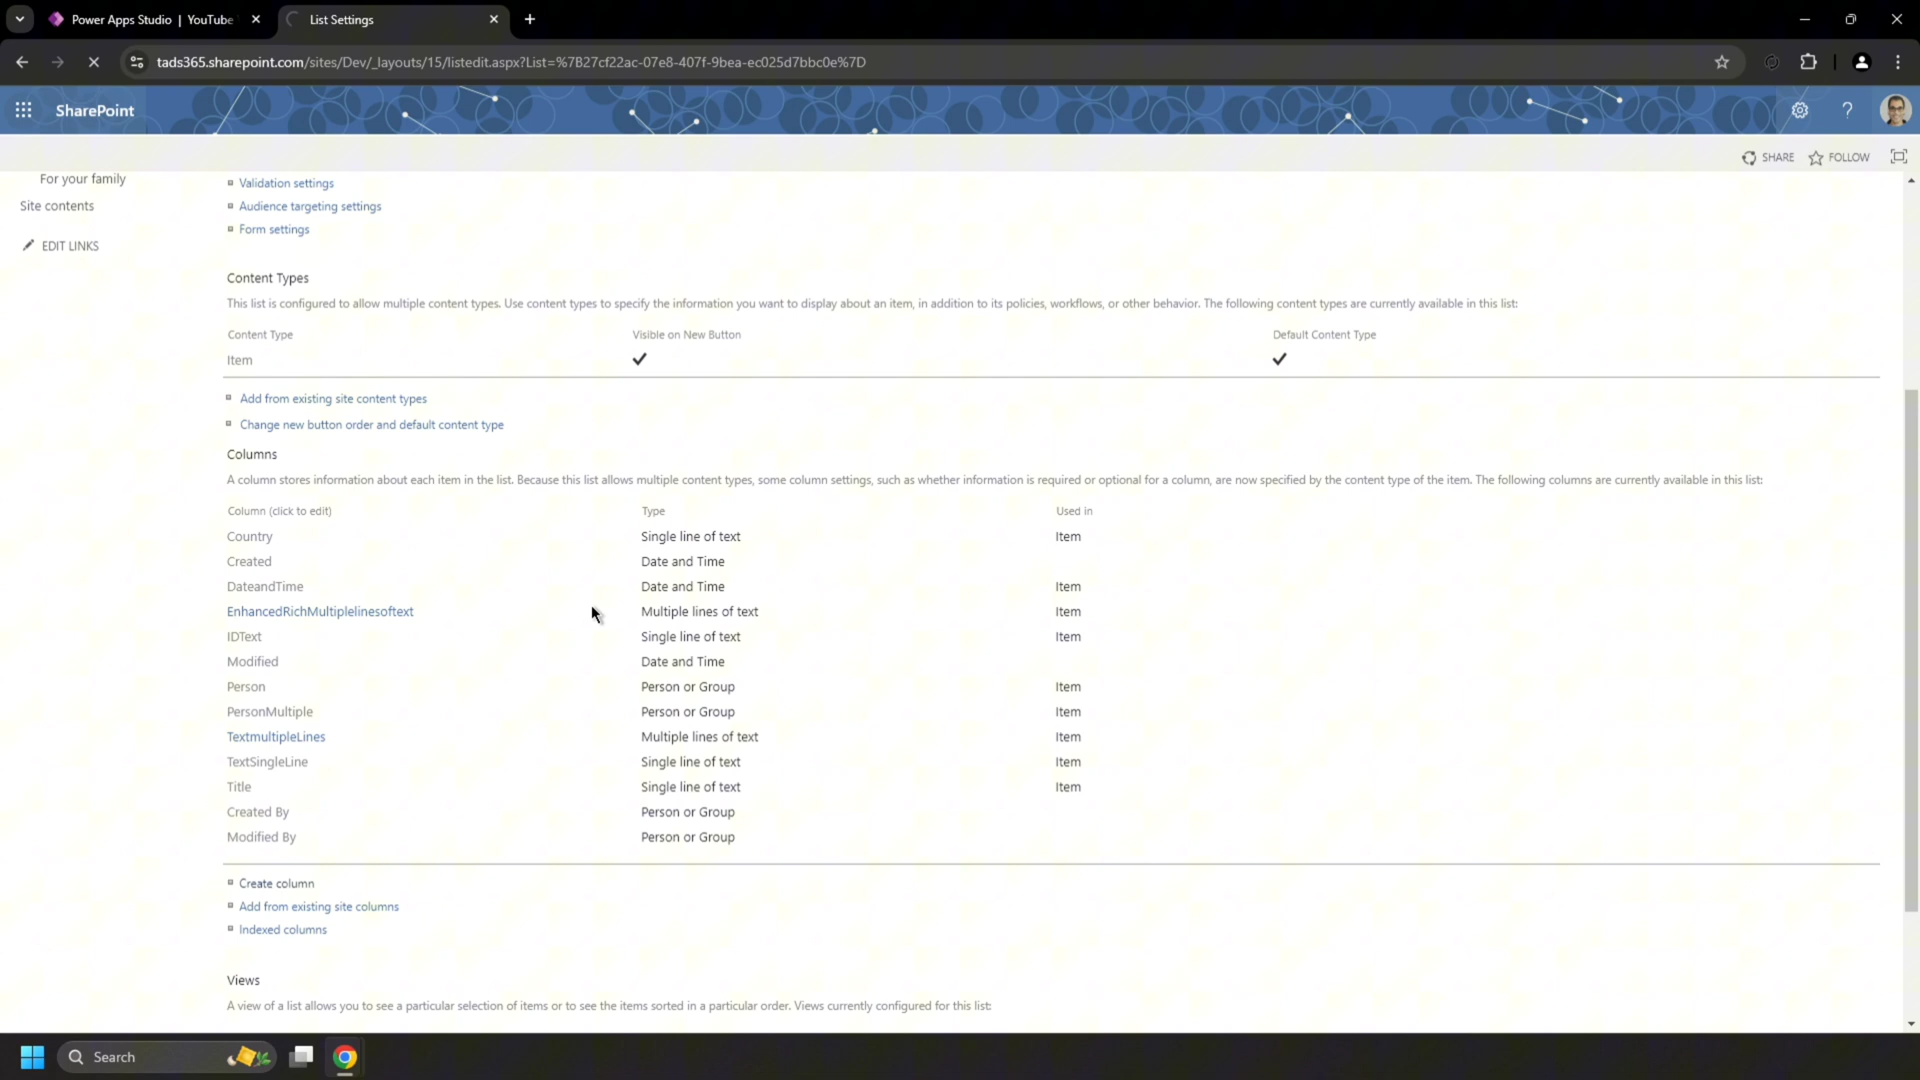 Power Apps Studio | YouTube
List Settings
tads365.sharepoint.com/sites/Dev/_layouts/15/listedit.aspx?List=%7B27cf22ac-07e8-407f-9bea-ec025d7bbc0e%7D
SharePoint
SHARE
FOLLOW
For your family
Site contents
EDIT LINKS
Validation settings
Audience targeting settings
Form settings
Content Types
This list is configured to allow multiple content types. Use content types to specify the information you want to display about an item, in addition to its policies, workflows, or other behavior. The following content types are currently available in this list:
Content Type Visible on New Button Default Content Type
Item
Add from existing site content types
Change new button order and default content type
Columns
A column stores information about each item in the list. Because this list allows multiple content types, some column settings, such as whether information is required or optional for a column, are now specified by the content type of the item. The following columns are currently available in this list:
Column (click to edit) Type Used in
Country Single line of text Item
Created Date and Time
DateandTime Date and Time Item
EnhancedRichMultiplelinesoftext Multiple lines of text Item
IDText Single line of text Item
Modified Date and Time
Person Person or Group Item
PersonMultiple Person or Group Item
TextmultipleLines Multiple lines of text Item
TextSingleLine Single line of text Item
Title Single line of text Item
Created By Person or Group
Modified By Person or Group
Create column
Add from existing site columns
Indexed columns
Views
A view of a list allows you to see a particular selection of items or to see the items sorted in a particular order. Views currently configured for this list:
Search